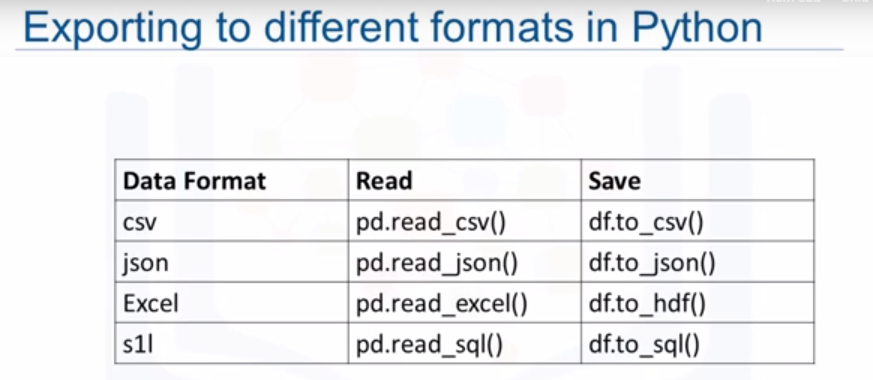 Exporting to different formats in Python
Data Format Read Save
csv pd.read_csv() df.to_csv()
json pd.read_json() df.to_json()
Excel pd.read_excel() df.to_hdf()
s1l pd.read_sql() df.to_sql()